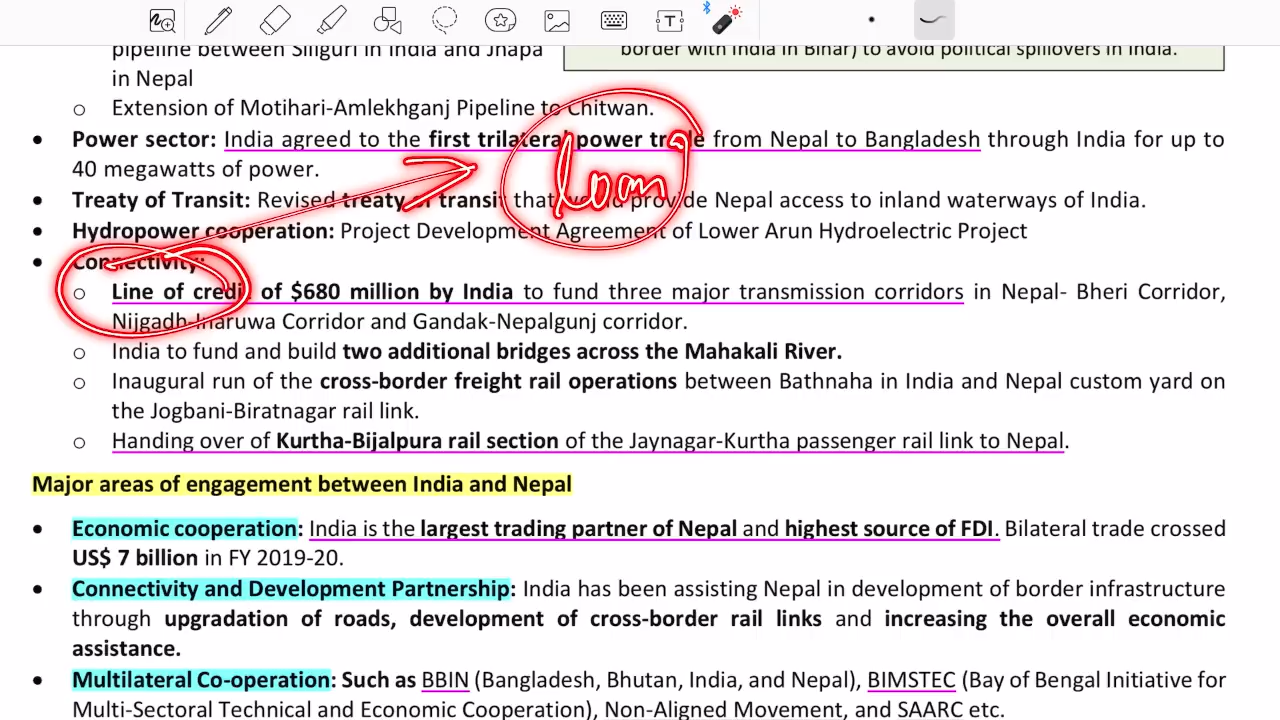 pipeline between Siliguri in India and Jhapa
in Nepal
border with India in Bihar) to avoid political spillovers in India.
o Extension of Motihari-Amlekhganj Pipeline to Chitwan.
• Power sector: India agreed to the first trilateral power trade from Nepal to Bangladesh through India for up to
40 megawatts of power.
• Treaty of Transit: Revised treaty of transit that would provide Nepal access to inland waterways of India.
loan
• Hydropower cooperation: Project Development Agreement of Lower Arun Hydroelectric Project
• Connectivity:
o Line of credit of $680 million by India to fund three major transmission corridors in Nepal- Bheri Corridor,
Nijgadh-Inaruwa Corridor and Gandak-Nepalgunj corridor.
o India to fund and build two additional bridges across the Mahakali River.
o Inaugural run of the cross-border freight rail operations between Bathnaha in India and Nepal custom yard on
the Jogbani-Biratnagar rail link.
o Handing over of Kurtha-Bijalpura rail section of the Jaynagar-Kurtha passenger rail link to Nepal.
Major areas of engagement between India and Nepal
• Economic cooperation: India is the largest trading partner of Nepal and highest source of FDI. Bilateral trade crossed
US$ 7 billion in FY 2019-20.
• Connectivity and Development Partnership: India has been assisting Nepal in development of border infrastructure
through upgradation of roads, development of cross-border rail links and increasing the overall economic
assistance.
• Multilateral Co-operation: Such as BBIN (Bangladesh, Bhutan, India, and Nepal), BIMSTEC (Bay of Bengal Initiative for
Multi-Sectoral Technical and Economic Cooperation), Non-Aligned Movement, and SAARC etc.